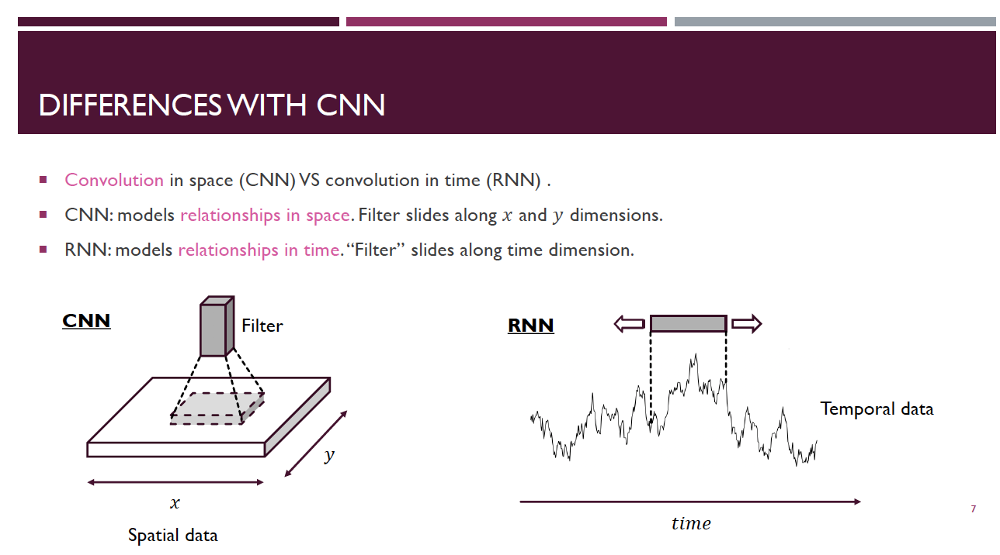 DIFFERENCES WITH CNN
Convolution in space (CNN) VS convolution in time (RNN) .
CNN: models relationships in space. Filter slides along x and y dimensions.
RNN: models relationships in time. “Filter” slides along time dimension.
CNN
Filter
y
x
Spatial data
RNN
Temporal data
time
7